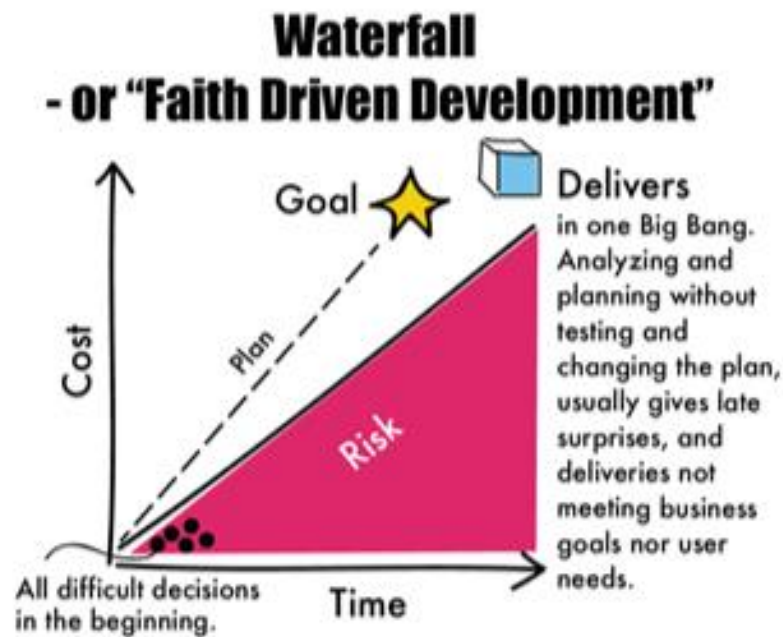 Waterfall
- or “Faith Driven Development”
Goal
Delivers
in one Big Bang.
Analyzing and
planning without
testing and
changing the plan,
usually gives late
surprises, and
deliveries not
meeting business
goals nor user
needs.
Plan
Cost
Risk
All difficult decisions
in the beginning.
Time